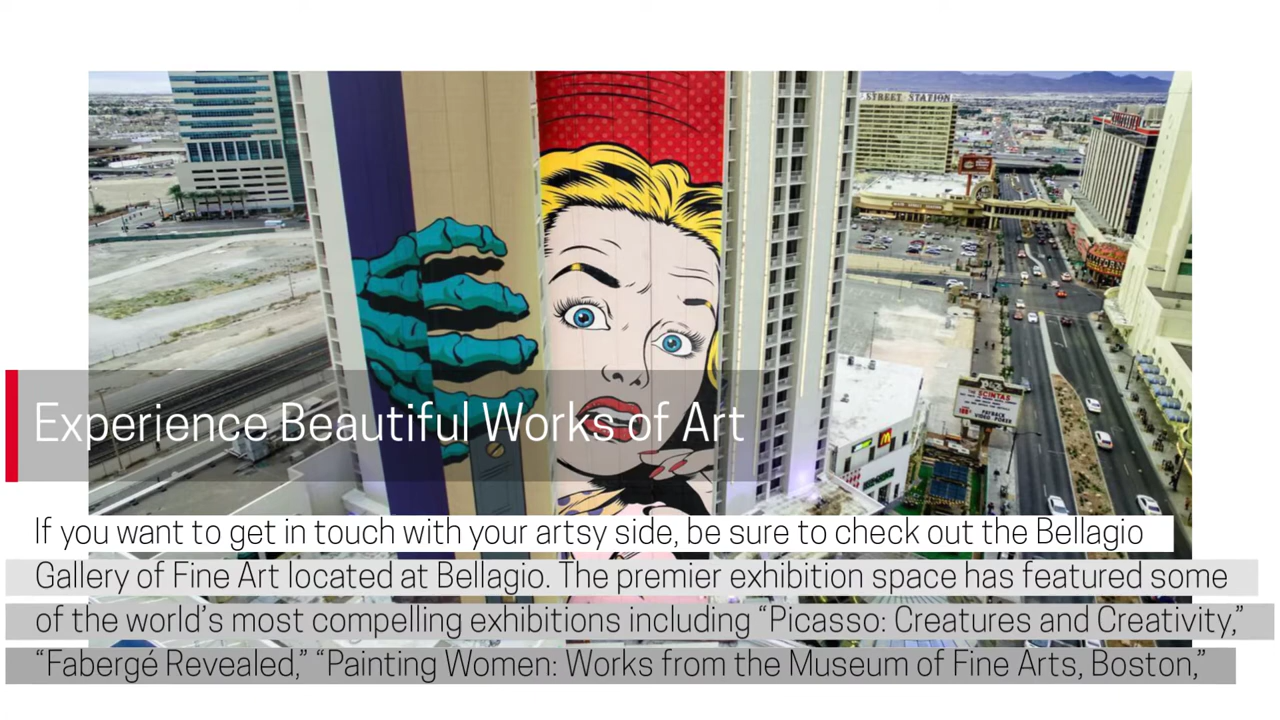 STREET STATION
Experience Beautiful Works of Art
If you want to get in touch with your artsy side, be sure to check out the Bellagio
Gallery of Fine Art located at Bellagio. The premier exhibition space has featured some
of the world's most compelling exhibitions including “Picasso: Creatures and Creativity,”
“Fabergé Revealed,” “Painting Women: Works from the Museum of Fine Arts, Boston,”